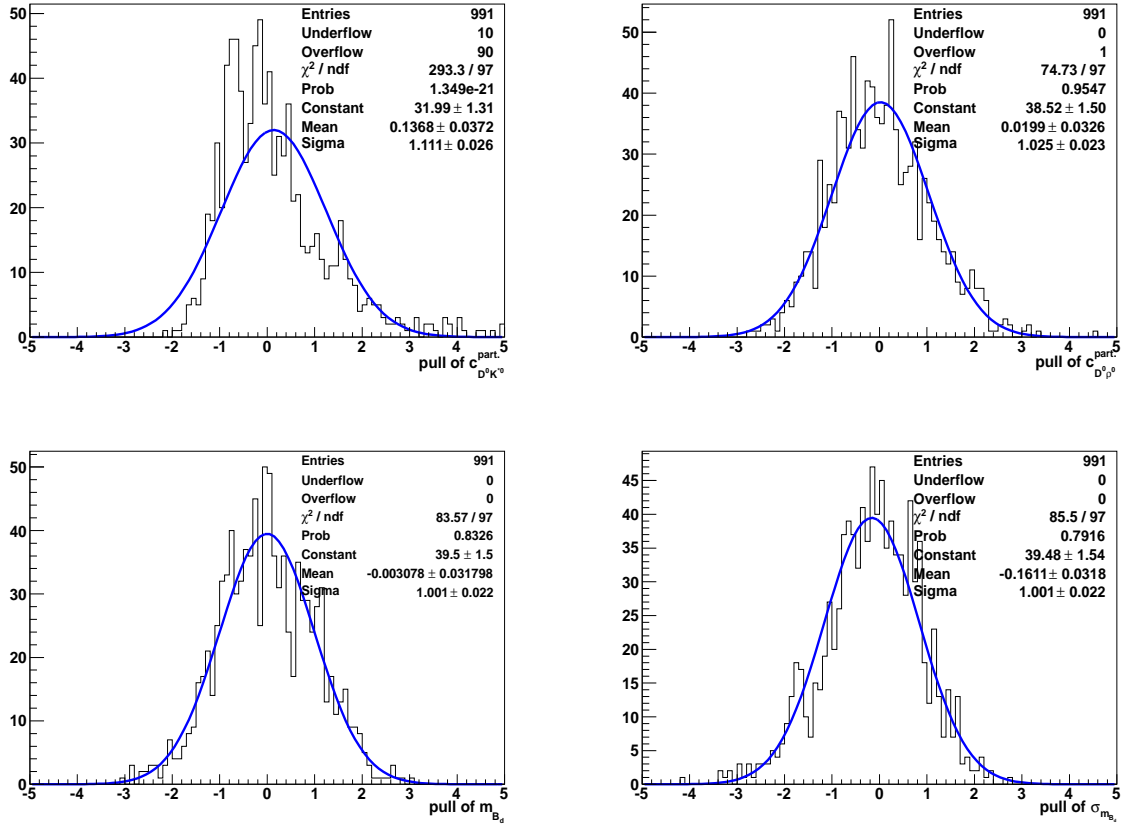 Entries 991
Underflow 10
Overflow 90
χ² / ndf 293.3 / 97
Prob 1.349e-21
Constant 31.99 ± 1.31
Mean 0.1368 ± 0.0372
Sigma 1.111 ± 0.026
50
40
30
20
10
0
-5 -4 -3 -2 -1 0 1 2 3 4 5
pull of c^{part.}_{D⁰K*⁰}
Entries 991
Underflow 0
Overflow 1
χ² / ndf 74.73 / 97
Prob 0.9547
Constant 38.52 ± 1.50
Mean 0.0199 ± 0.0326
Sigma 1.025 ± 0.023
50
40
30
20
10
0
-5 -4 -3 -2 -1 0 1 2 3 4 5
pull of c^{part.}_{D⁰ρ⁰}
Entries 991
Underflow 0
Overflow 0
χ² / ndf 83.57 / 97
Prob 0.8326
Constant 39.5 ± 1.5
Mean -0.003078 ± 0.031798
Sigma 1.001 ± 0.022
50
40
30
20
10
0
-5 -4 -3 -2 -1 0 1 2 3 4 5
pull of m_{B_d}
Entries 991
Underflow 0
Overflow 0
χ² / ndf 85.5 / 97
Prob 0.7916
Constant 39.48 ± 1.54
Mean -0.1611 ± 0.0318
Sigma 1.001 ± 0.022
45
40
35
30
25
20
15
10
5
0
-5 -4 -3 -2 -1 0 1 2 3 4 5
pull of σ_{m_{B_d}}